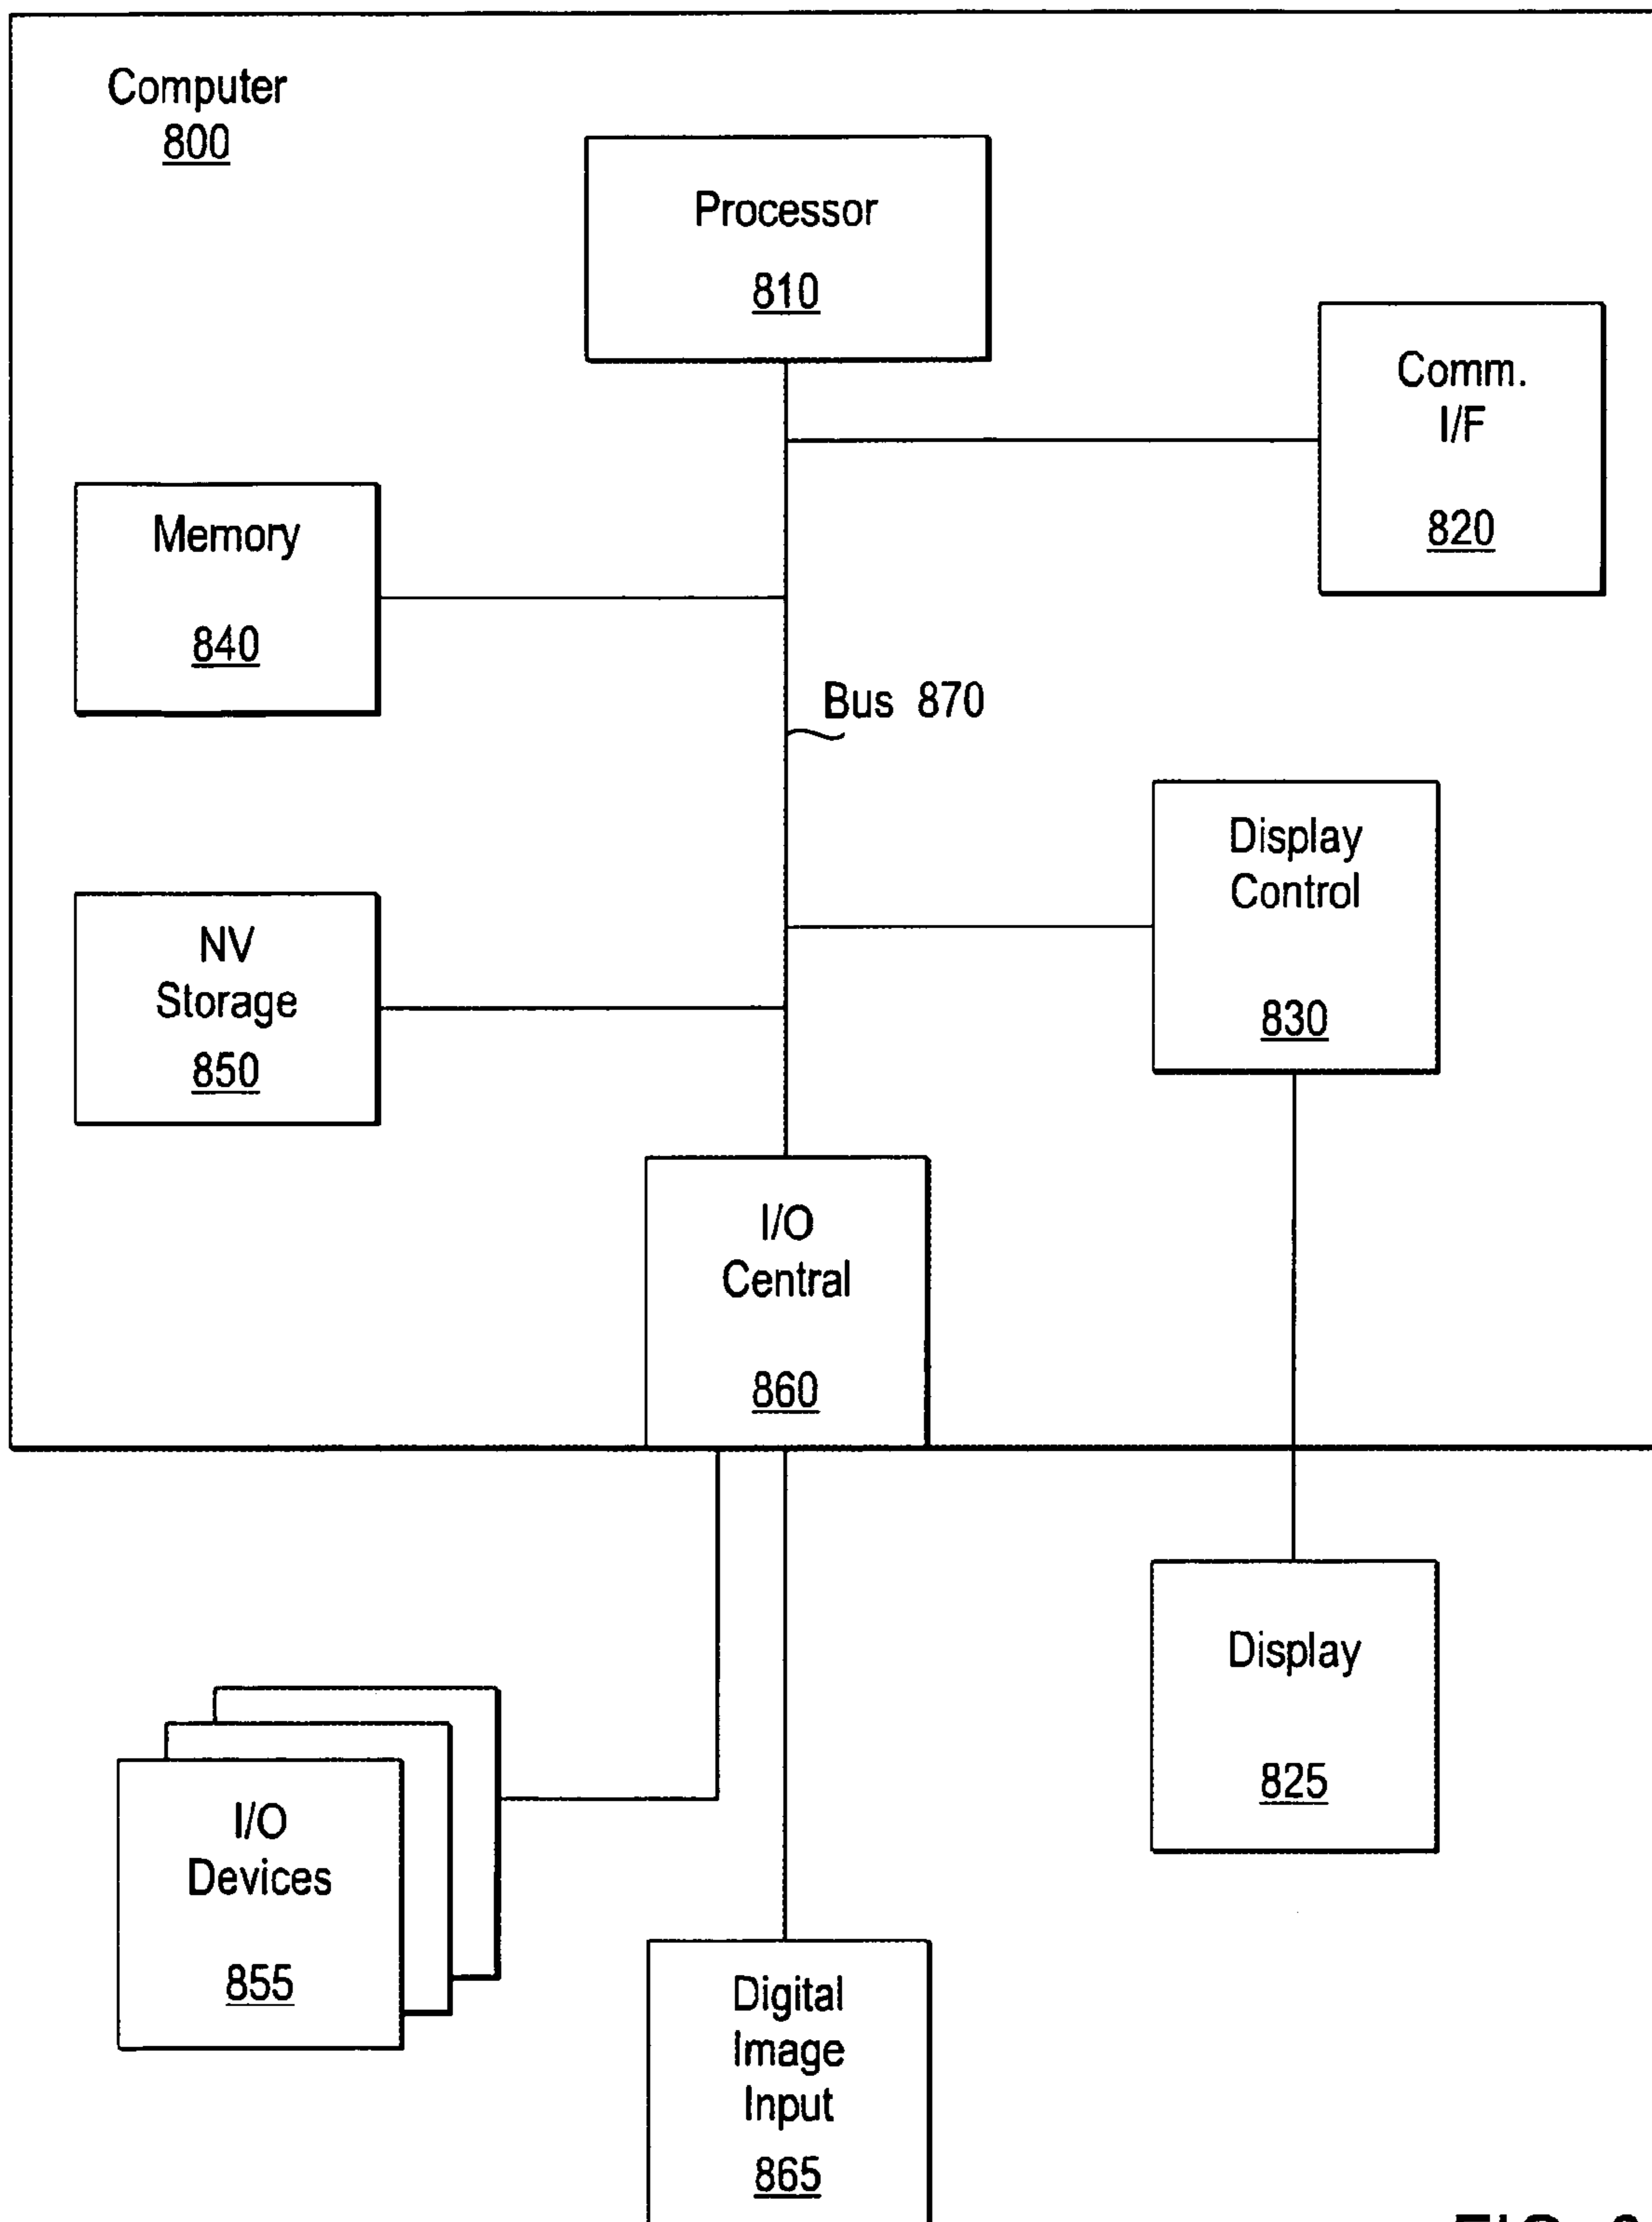 Computer
800
Processor
810
Comm.
I/F
820
Memory
840
Bus 870
Display
Control
830
NV
Storage
850
I/O
Central
860
Display
825
I/O
Devices
855
Digital
Image
Input
865